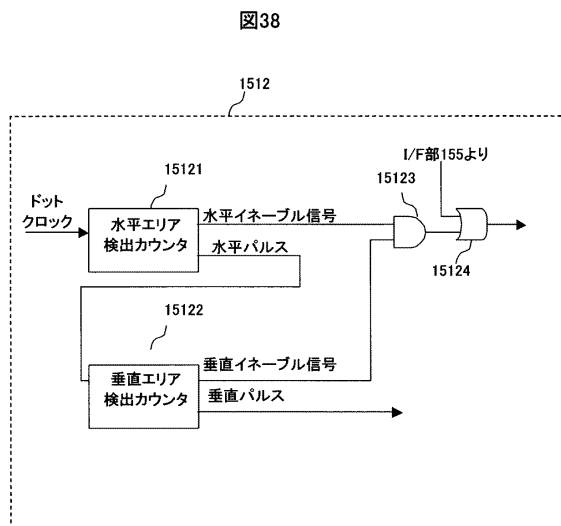 図38
1512
I/F部155より
15121
15123
ドット
クロック
水平エリア
検出カウンタ
水平イネーブル信号
水平パルス
15124
15122
垂直エリア
検出カウンタ
垂直イネーブル信号
垂直パルス